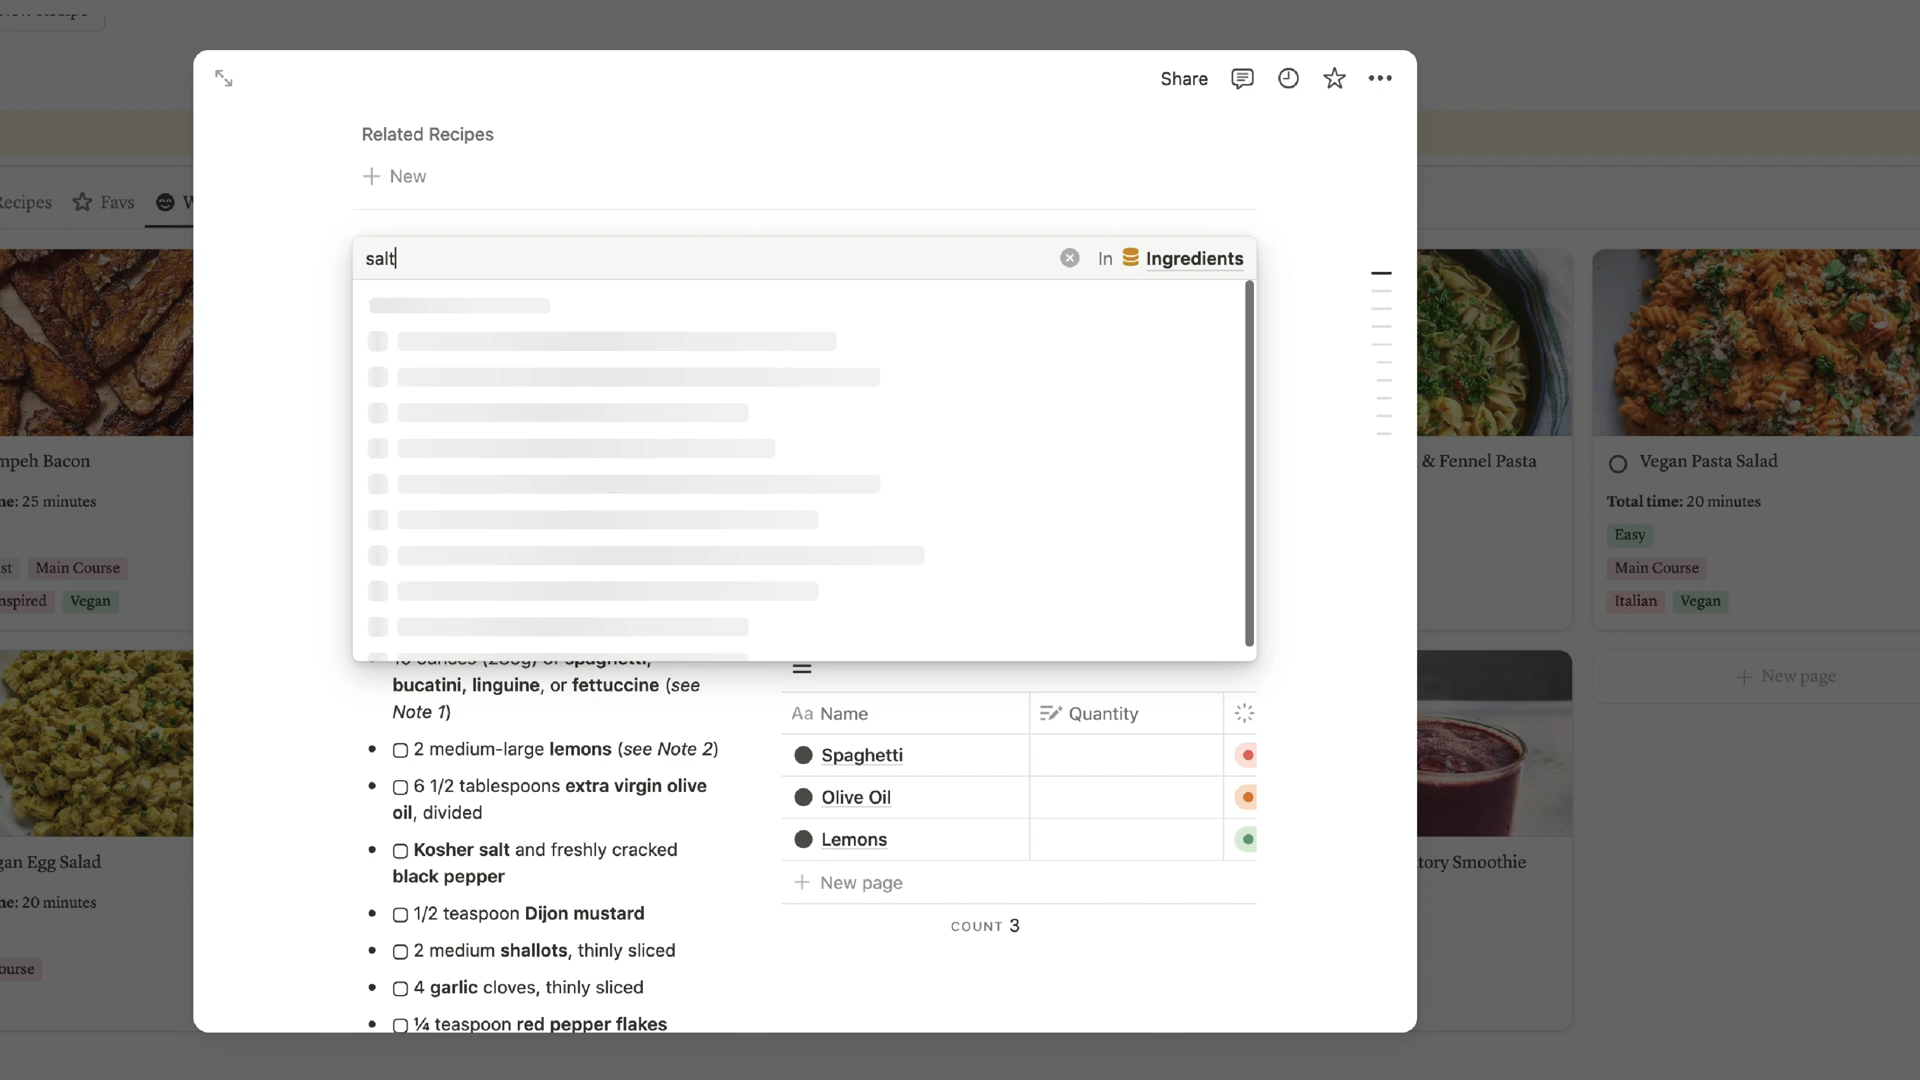 Share
Related Recipes
New
salt
In Ingredients
Recipes
Favs
bucatini, linguine, or fettuccine (see
Note 1)
2 medium-large lemons (see Note 2)
6 1/2 tablespoons extra virgin olive
oil, divided
Kosher salt and freshly cracked
black pepper
1/2 teaspoon Dijon mustard
2 medium shallots, thinly sliced
4 garlic cloves, thinly sliced
¼ teaspoon red pepper flakes
Aa Name
Quantity
Spaghetti
Olive Oil
Lemons
New page
COUNT 3
mpeh Bacon
ne: 25 minutes
st
Main Course
nspired
Vegan
gan Egg Salad
ne: 20 minutes
ourse
& Fennel Pasta
Vegan Pasta Salad
Total time: 20 minutes
Easy
Main Course
Italian
Vegan
New page
tory Smoothie